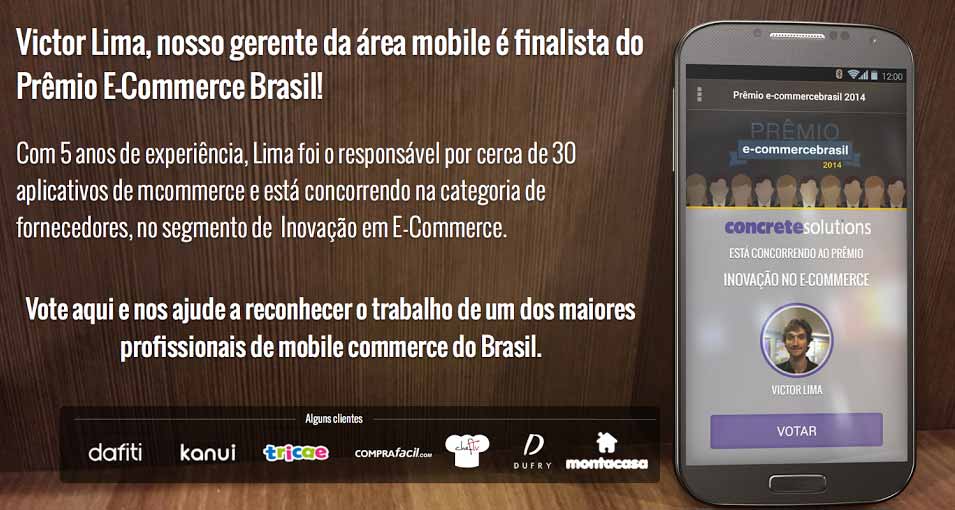 Victor Lima, nosso gerente da área mobile é finalista do
Prêmio E-Commerce Brasil!
Com 5 anos de experiência, Lima foi o responsável por cerca de 30
aplicativos de mcommerce e está concorrendo na categoria de
fornecedores, no segmento de Inovação em E-Commerce.
Vote aqui e nos ajude a reconhecer o trabalho de um dos maiores
profissionais de mobile commerce do Brasil.
Alguns clientes
dafiti kanui tricae COMPRAFACIL.COM chefTV D DUFRY montacasa
12:00
Prêmio e-commercebrasil 2014
PRÊMIO
e-commercebrasil
2014
concretesolutions
ESTÁ CONCORRENDO AO PRÊMIO
INOVAÇÃO NO E-COMMERCE
VICTOR LIMA
VOTAR